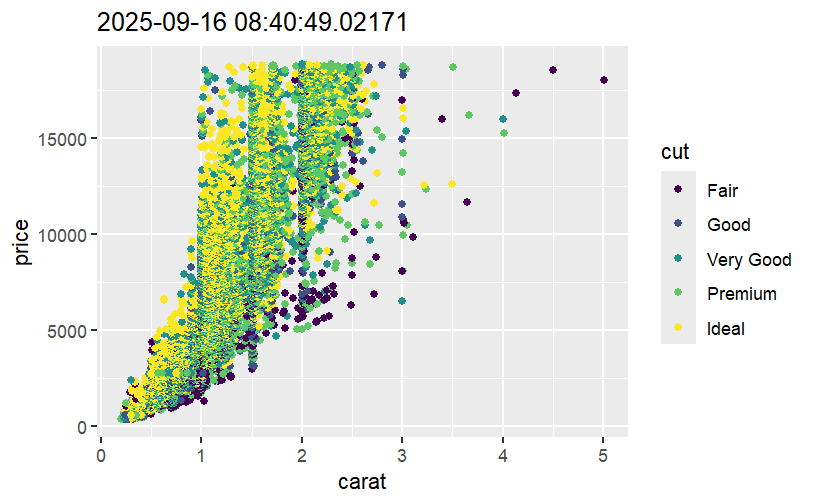 2025-09-16 08:40:49.02171
price
15000
10000
5000
0
0 1 2 3 4 5
carat
cut
Fair
Good
Very Good
Premium
Ideal